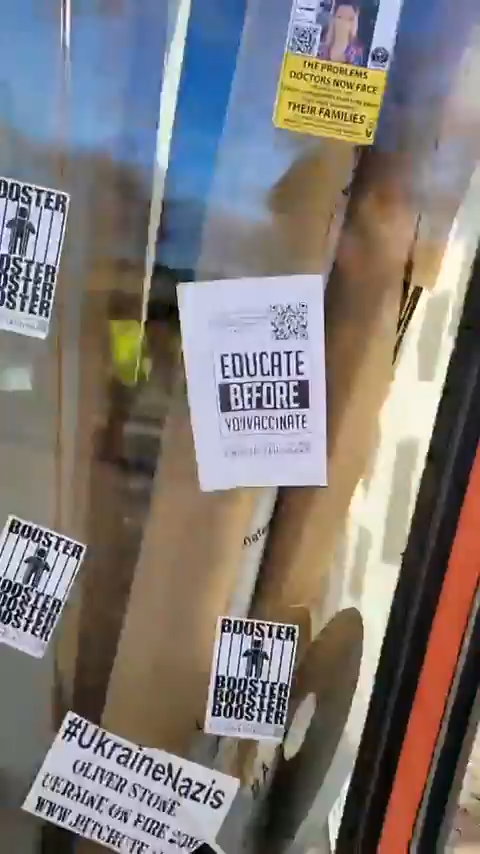 THE PROBLEMS
DOCTORS NOW FACE
THEIR FAMILIES
BOOSTER
BOOSTER
BOOSTER
BOOSTER
EDUCATE
BEFORE
YOU VACCINATE
BOOSTER
BOOSTER
BOOSTER
BOOSTER
BOOSTER
BOOSTER
BOOSTER
BOOSTER
#UkraineNazis
OLIVER STONE
UKRAINE ON FIRE
WWW.BITCHUTE